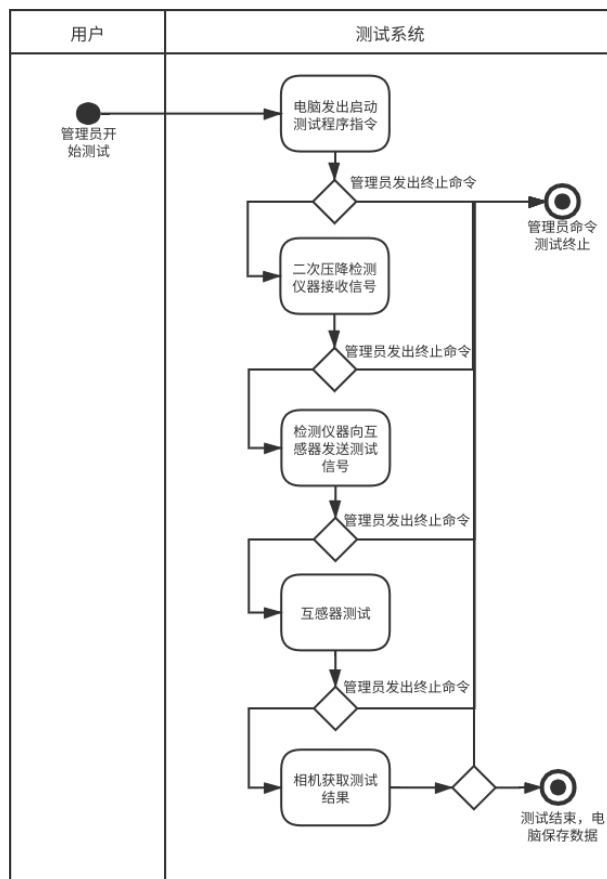 用户
测试系统
电脑发出启动
测试程序指令
管理员开
始测试
管理员发出终止命令
管理员命令
测试终止
二次压降检测
仪器接收信号
管理员发出终止命令
检测仪器向互
感器发送测试
信号
管理员发出终止命令
互感器测试
管理员发出终止命令
相机获取测试
结果
测试结束，电
脑保存数据